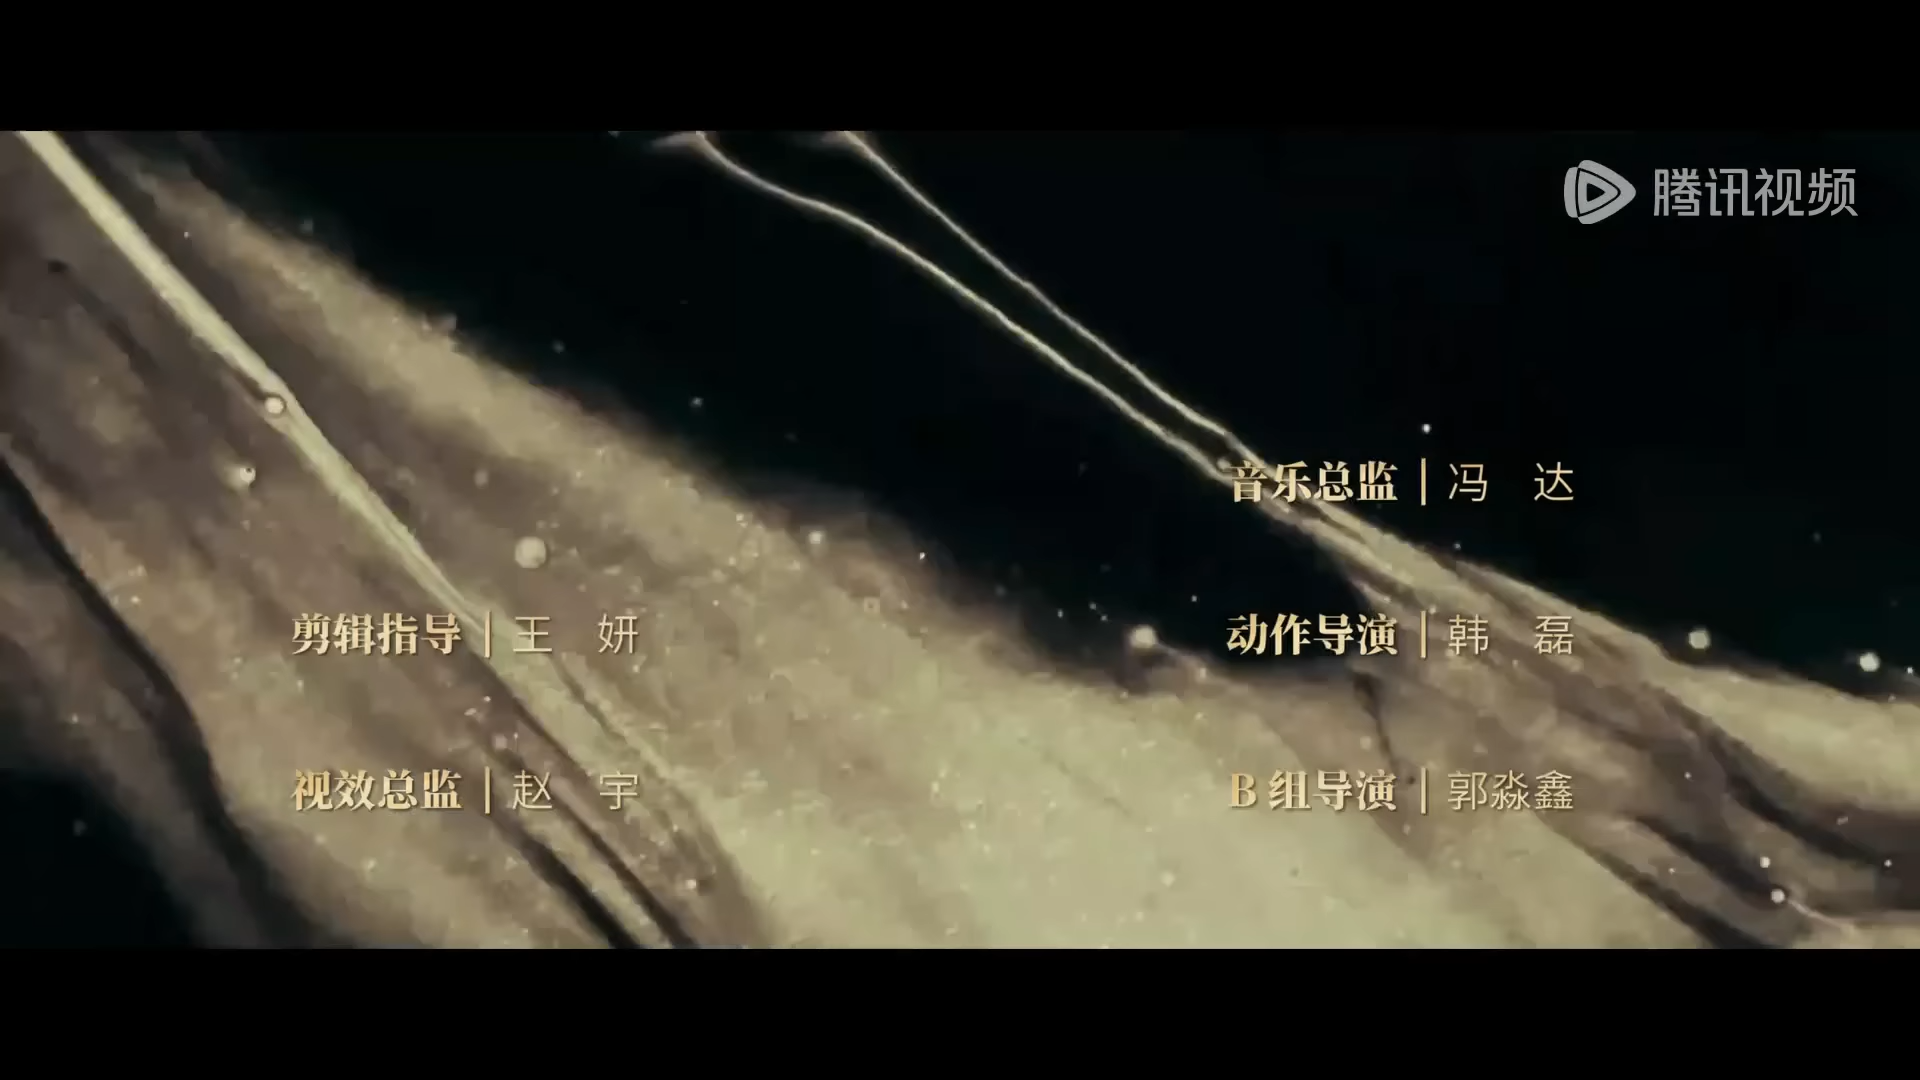 腾讯视频
音乐总监 | 冯 达
剪辑指导 | 王 妍
动作导演 | 韩 磊
视效总监 | 赵 宇
B 组导演 | 郭淼鑫